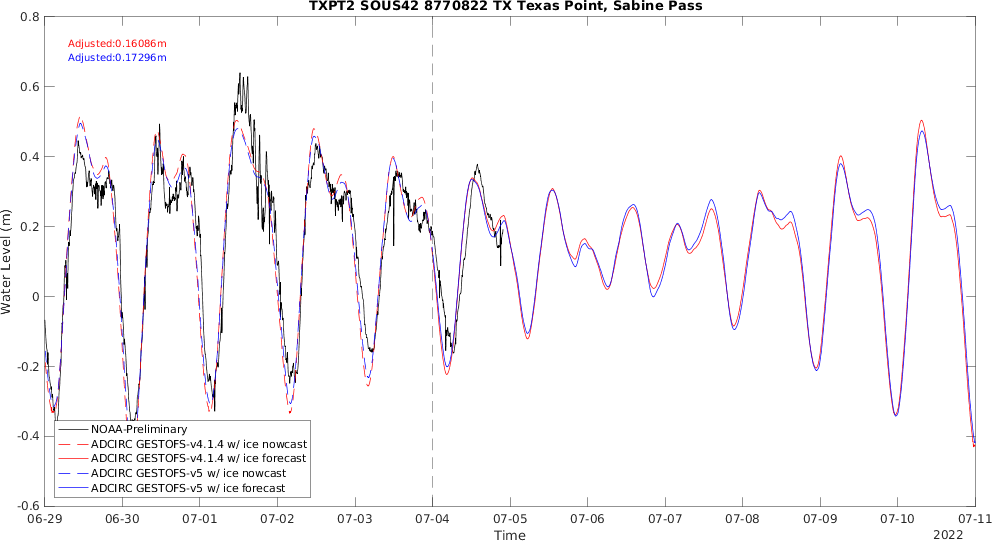 TXPT2 SOUS42 8770822 TX Texas Point, Sabine Pass
Adjusted:0.16086m
Adjusted:0.17296m
Water Level (m)
0.8
0.6
0.4
0.2
0
-0.2
-0.4
-0.6
NOAA-Preliminary
ADCIRC GESTOFS-v4.1.4 w/ ice nowcast
ADCIRC GESTOFS-v4.1.4 w/ ice forecast
ADCIRC GESTOFS-v5 w/ ice nowcast
ADCIRC GESTOFS-v5 w/ ice forecast
06-29 06-30 07-01 07-02 07-03 07-04 07-05 07-06 07-07 07-08 07-09 07-10 07-11
Time
2022